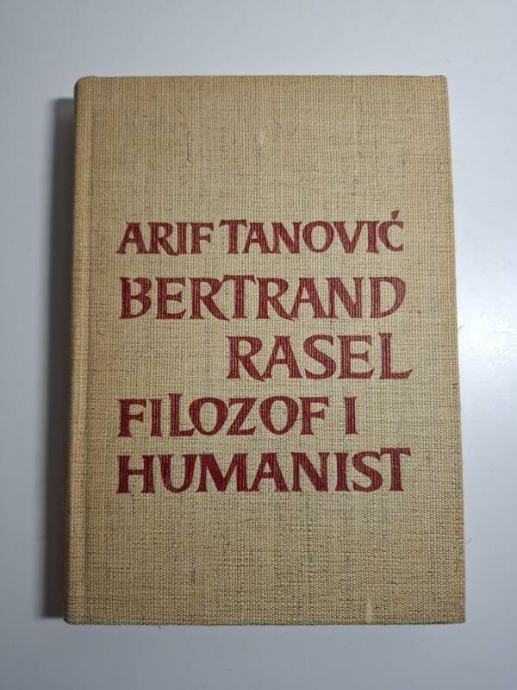 ARIF TANOVIĆ
BERTRAND
RASEL
FILOZOF I
HUMANIST